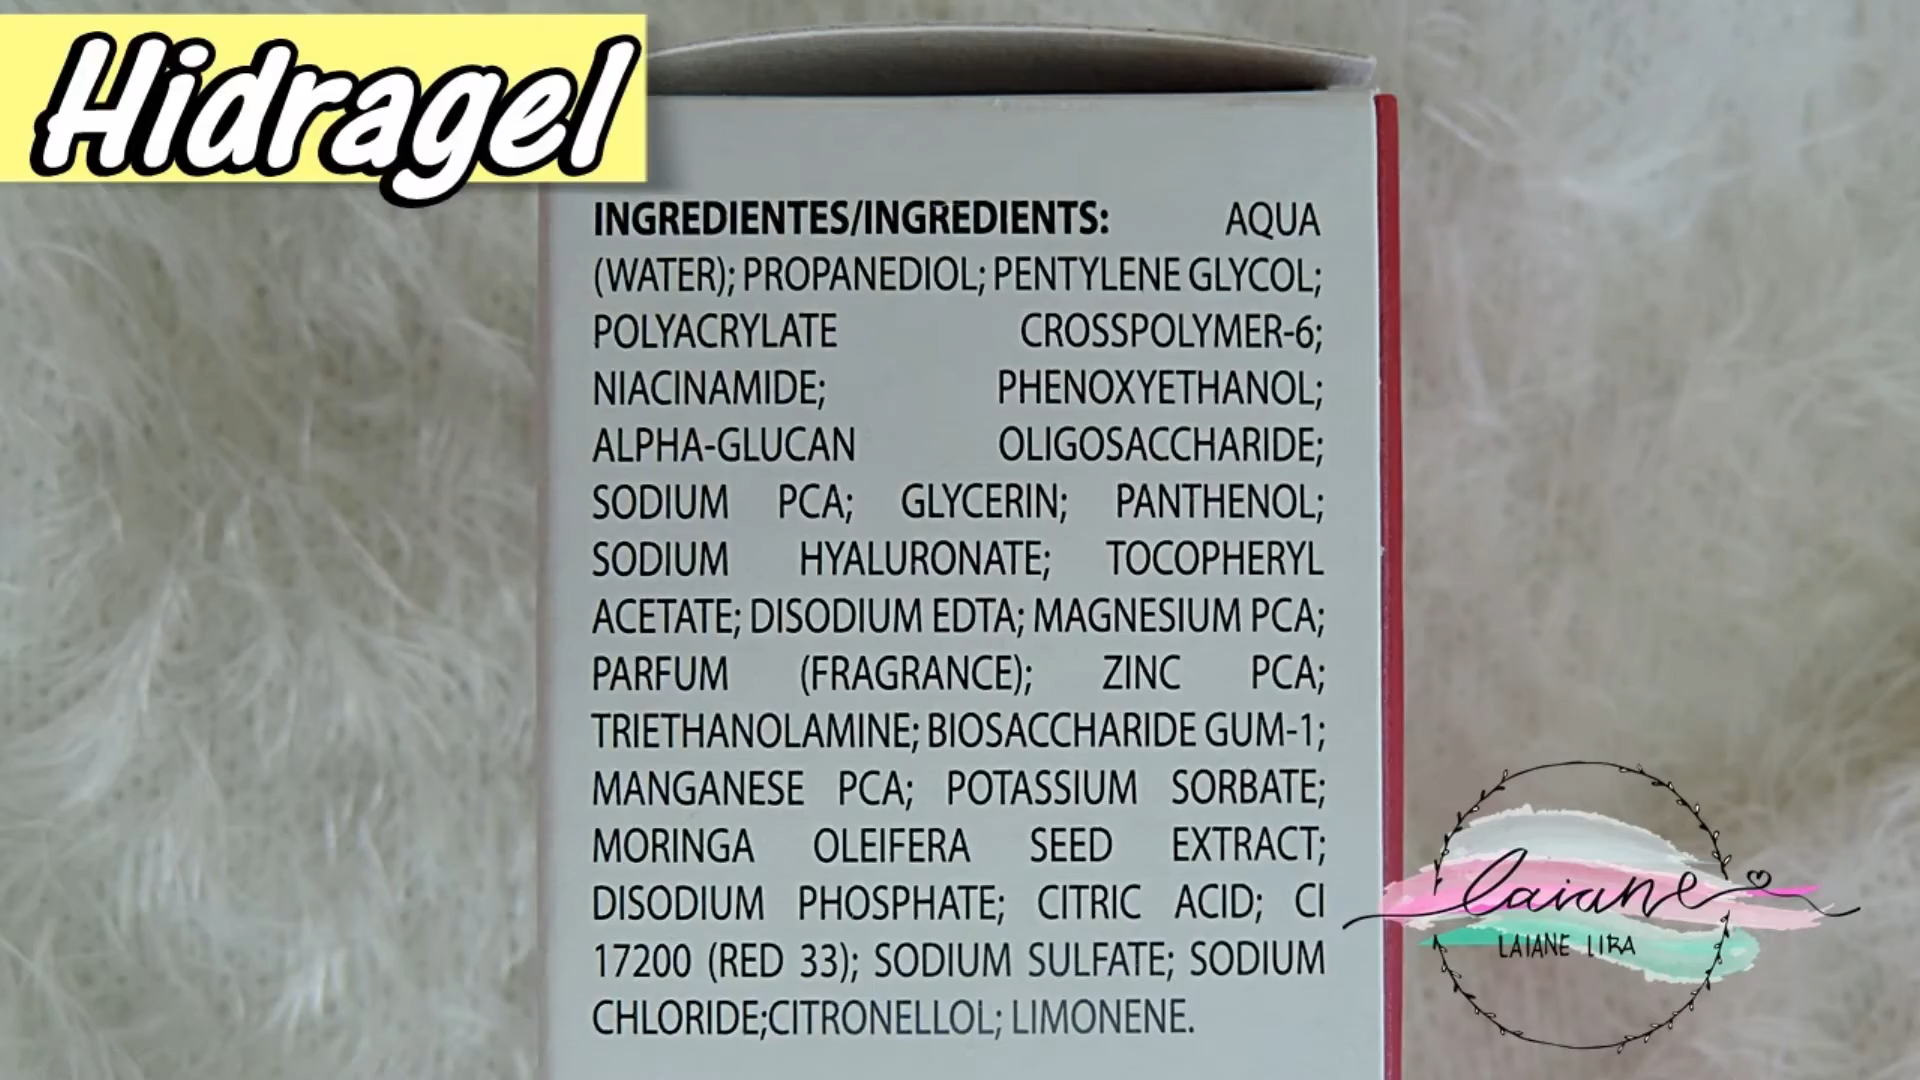 Hidragel
INGREDIENTES/INGREDIENTS: AQUA
(WATER); PROPANEDIOL; PENTYLENE GLYCOL;
POLYACRYLATE CROSSPOLYMER-6;
NIACINAMIDE; PHENOXYETHANOL;
ALPHA-GLUCAN OLIGOSACCHARIDE;
SODIUM PCA; GLYCERIN; PANTHENOL;
SODIUM HYALURONATE; TOCOPHERYL
ACETATE; DISODIUM EDTA; MAGNESIUM PCA;
PARFUM (FRAGRANCE); ZINC PCA;
TRIETHANOLAMINE; BIOSACCHARIDE GUM-1;
MANGANESE PCA; POTASSIUM SORBATE;
MORINGA OLEIFERA SEED EXTRACT;
DISODIUM PHOSPHATE; CITRIC ACID; CI
17200 (RED 33); SODIUM SULFATE; SODIUM
CHLORIDE;CITRONELLOL; LIMONENE.
laiane
LAIANE LIRA